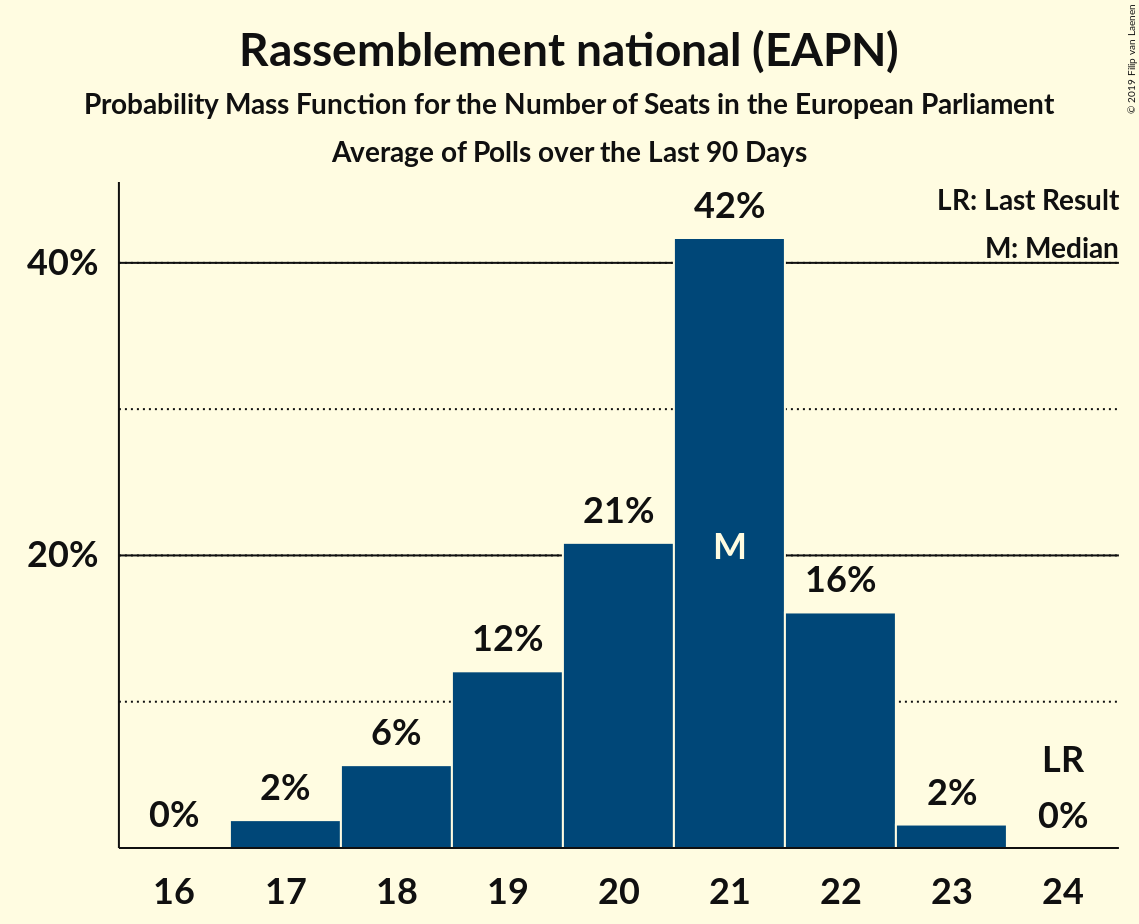 Rassemblement national (EAPN)
Probability Mass Function for the Number of Seats in the European Parliament
Average of Polls over the Last 90 Days
© 2019 Filip van Laenen
LR: Last Result
M: Median
40%
20%
0%
2%
6%
12%
21%
42%
M
16%
2%
LR
0%
16 17 18 19 20 21 22 23 24